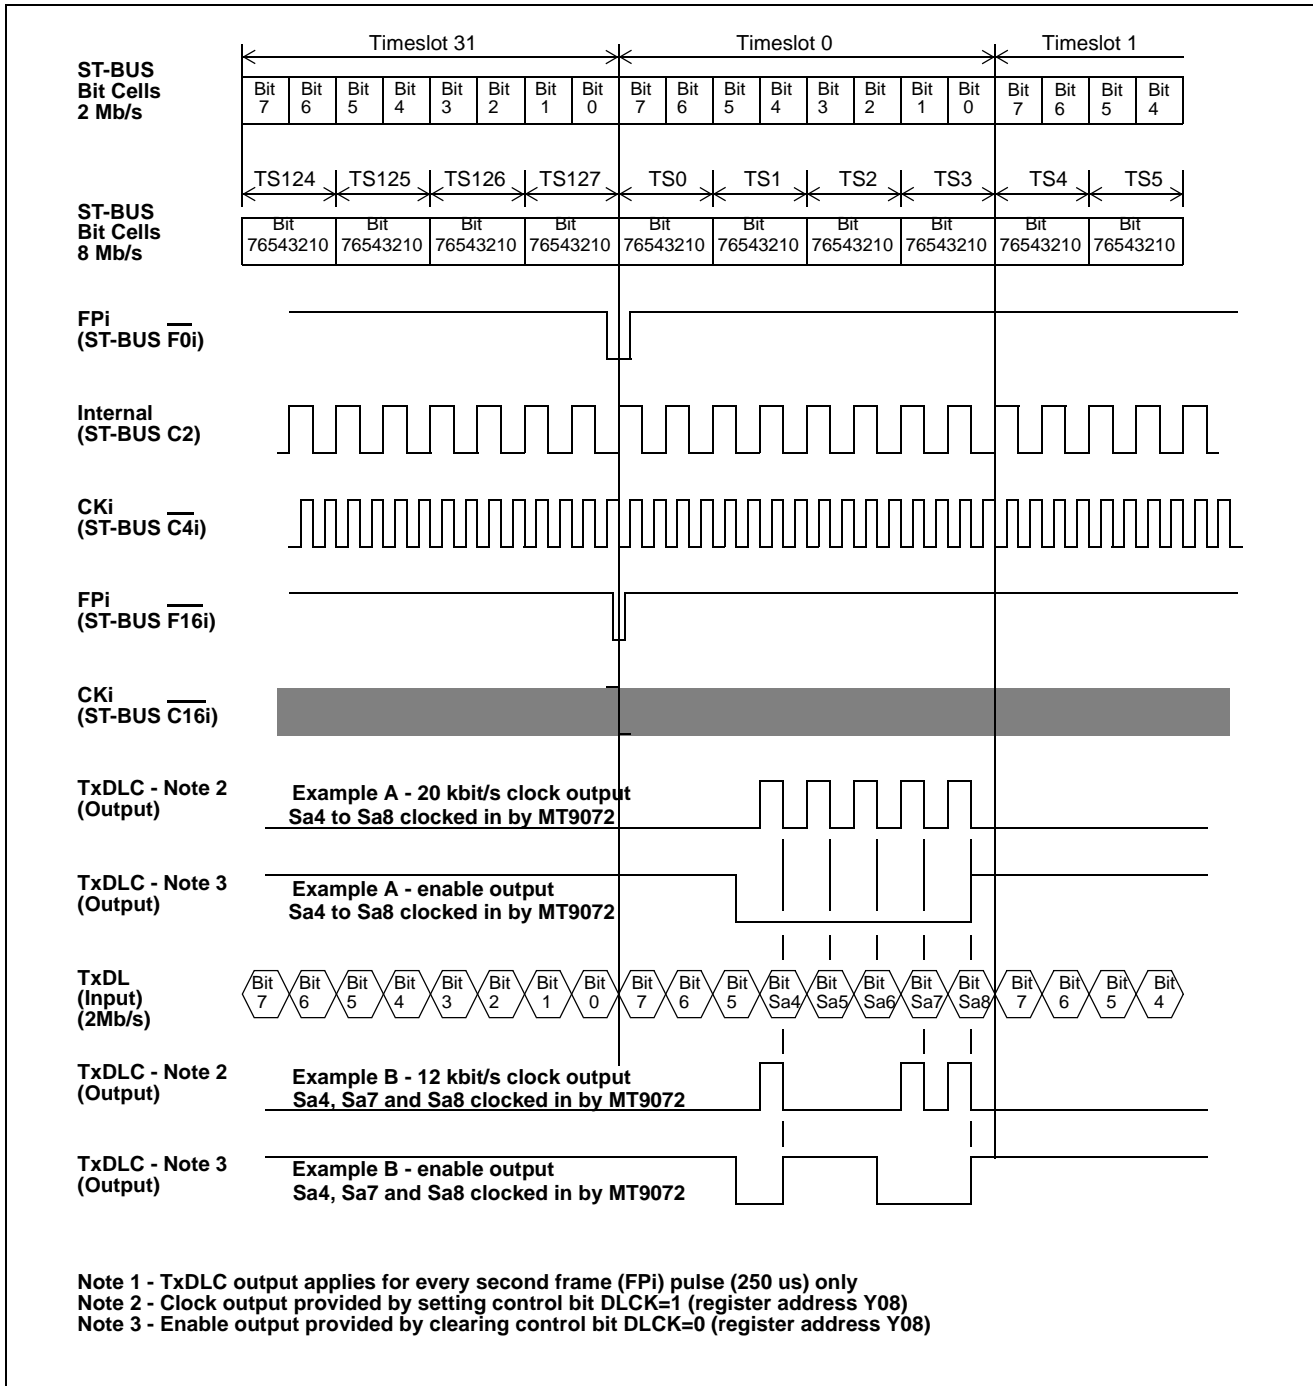 Timeslot 31 Timeslot 0 Timeslot 1
ST-BUS
Bit Cells
2 Mb/s
Bit 7 Bit 6 Bit 5 Bit 4 Bit 3 Bit 2 Bit 1 Bit 0 Bit 7 Bit 6 Bit 5 Bit 4 Bit 3 Bit 2 Bit 1 Bit 0 Bit 7 Bit 6 Bit 5 Bit 4
TS124 TS125 TS126 TS127 TS0 TS1 TS2 TS3 TS4 TS5
ST-BUS
Bit Cells
8 Mb/s
Bit Bit Bit Bit Bit Bit Bit Bit Bit Bit
76543210 76543210 76543210 76543210 76543210 76543210 76543210 76543210 76543210 76543210
FPi
(ST-BUS F0i)
Internal
(ST-BUS C2)
CKi
(ST-BUS C4i)
FPi
(ST-BUS F16i)
CKi
(ST-BUS C16i)
TxDLC - Note 2
(Output)
Example A - 20 kbit/s clock output
Sa4 to Sa8 clocked in by MT9072
TxDLC - Note 3
(Output)
Example A - enable output
Sa4 to Sa8 clocked in by MT9072
TxDL
(Input)
(2Mb/s)
Bit 7 Bit 6 Bit 5 Bit 4 Bit 3 Bit 2 Bit 1 Bit 0 Bit 7 Bit 6 Bit 5 Bit Sa4 Bit Sa5 Bit Sa6 Bit Sa7 Bit Sa8 Bit 7 Bit 6 Bit 5 Bit 4
TxDLC - Note 2
(Output)
Example B - 12 kbit/s clock output
Sa4, Sa7 and Sa8 clocked in by MT9072
TxDLC - Note 3
(Output)
Example B - enable output
Sa4, Sa7 and Sa8 clocked in by MT9072
Note 1 - TxDLC output applies for every second frame (FPi) pulse (250 us) only
Note 2 - Clock output provided by setting control bit DLCK=1 (register address Y08)
Note 3 - Enable output provided by clearing control bit DLCK=0 (register address Y08)